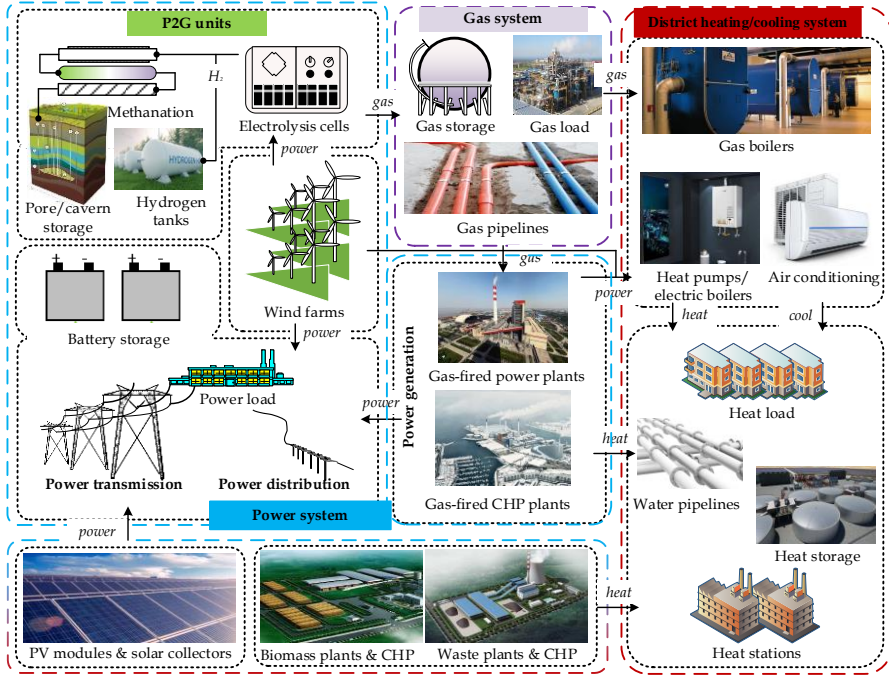 P2G units
Gas system
District heating/cooling system
H2
Methanation
Electrolysis cells
gas
Gas storage
Gas load
gas
Gas boilers
HYDROGEN
power
Pore/cavern
storage
Hydrogen
tanks
Gas pipelines
gas
power
Heat pumps/
electric boilers
Air conditioning
Wind farms
power
heat
cool
Battery storage
Power generation
Gas-fired power plants
Power load
Heat load
power
heat
Power transmission
Power distribution
Gas-fired CHP plants
Water pipelines
Power system
power
Heat storage
heat
PV modules & solar collectors
Biomass plants & CHP
Waste plants & CHP
Heat stations